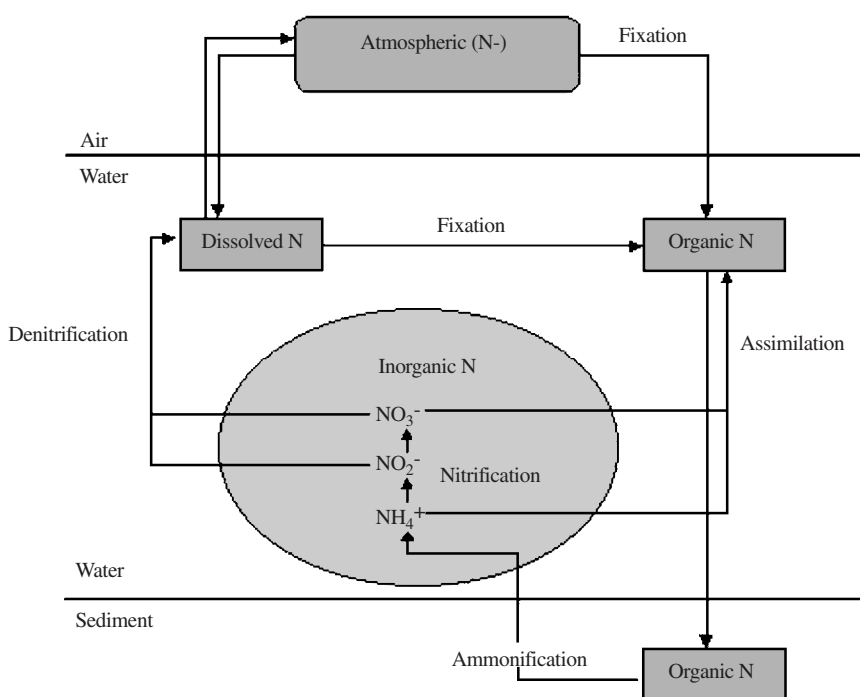 Atmospheric (N-)
Fixation
Air
Water
Dissolved N
Fixation
Organic N
Denitrification
Assimilation
Inorganic N
NO₃⁻
NO₂⁻
Nitrification
NH₄⁺
Water
Sediment
Ammonification
Organic N